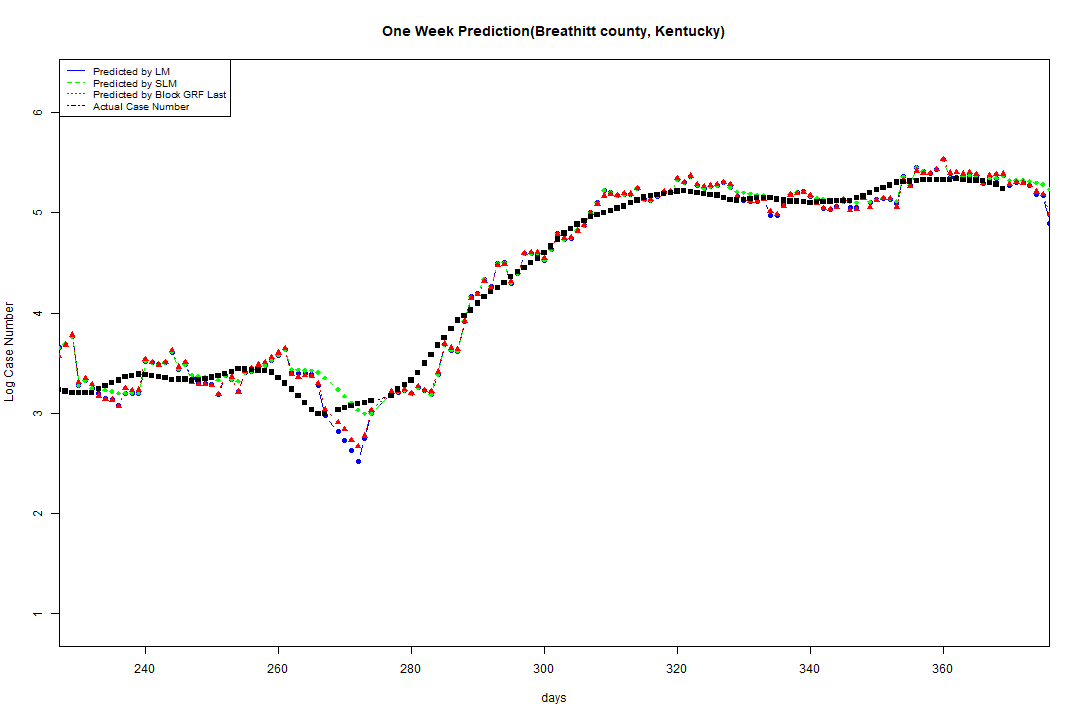 One Week Prediction(Breathitt county, Kentucky)
Predicted by LM
Predicted by SLM
Predicted by Block GRF Last
Actual Case Number
Log Case Number
6
5
4
3
2
1
240 260 280 300 320 340 360
days